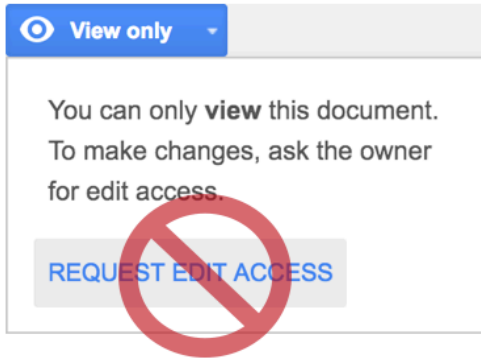 View only
You can only view this document.
To make changes, ask the owner
for edit access.
REQUEST EDIT ACCESS